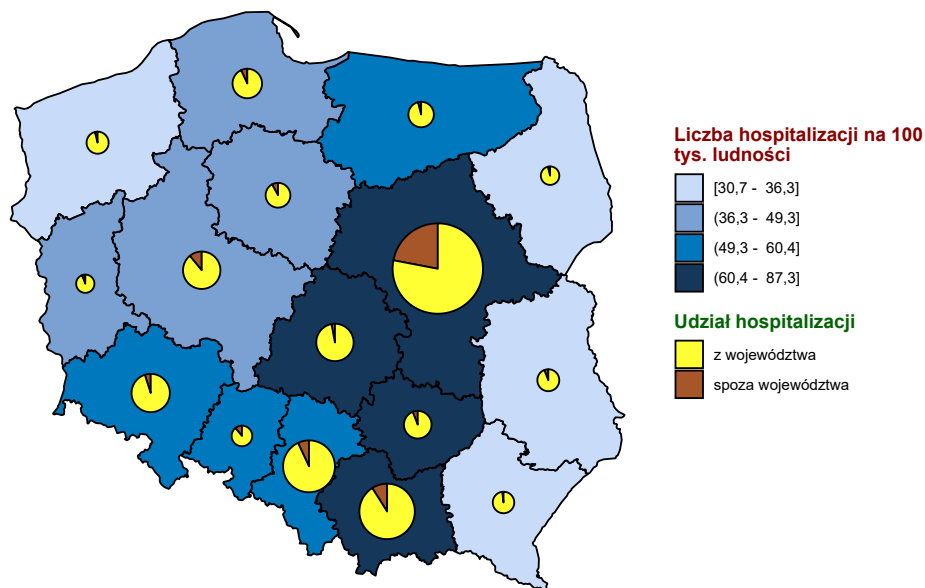 Liczba hospitalizacji na 100
tys. ludności
[30,7 - 36,3]
(36,3 - 49,3]
(49,3 - 60,4]
(60,4 - 87,3]
Udział hospitalizacji
z województwa
spoza województwa